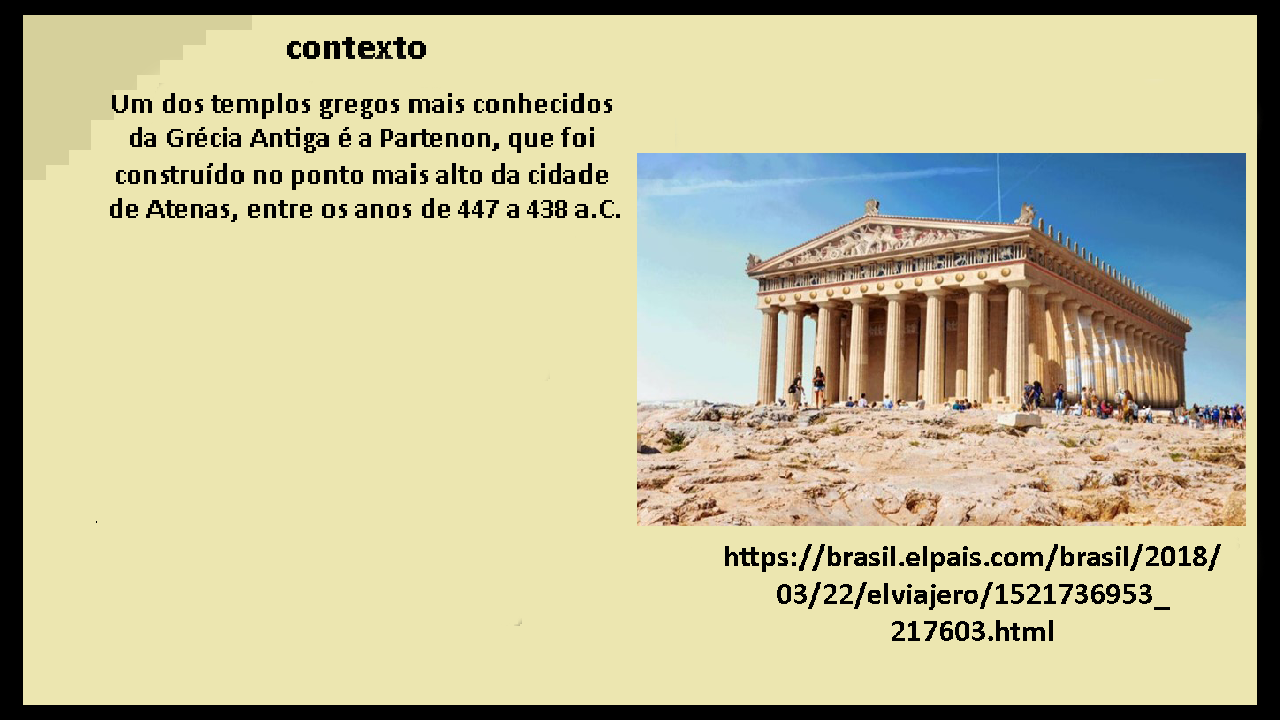 contexto
Um dos templos gregos mais conhecidos
da Grécia Antiga é a Partenon, que foi
construído no ponto mais alto da cidade
de Atenas, entre os anos de 447 a 438 a.C.
https://brasil.elpais.com/brasil/2018/
03/22/elviajero/1521736953_
217603.html